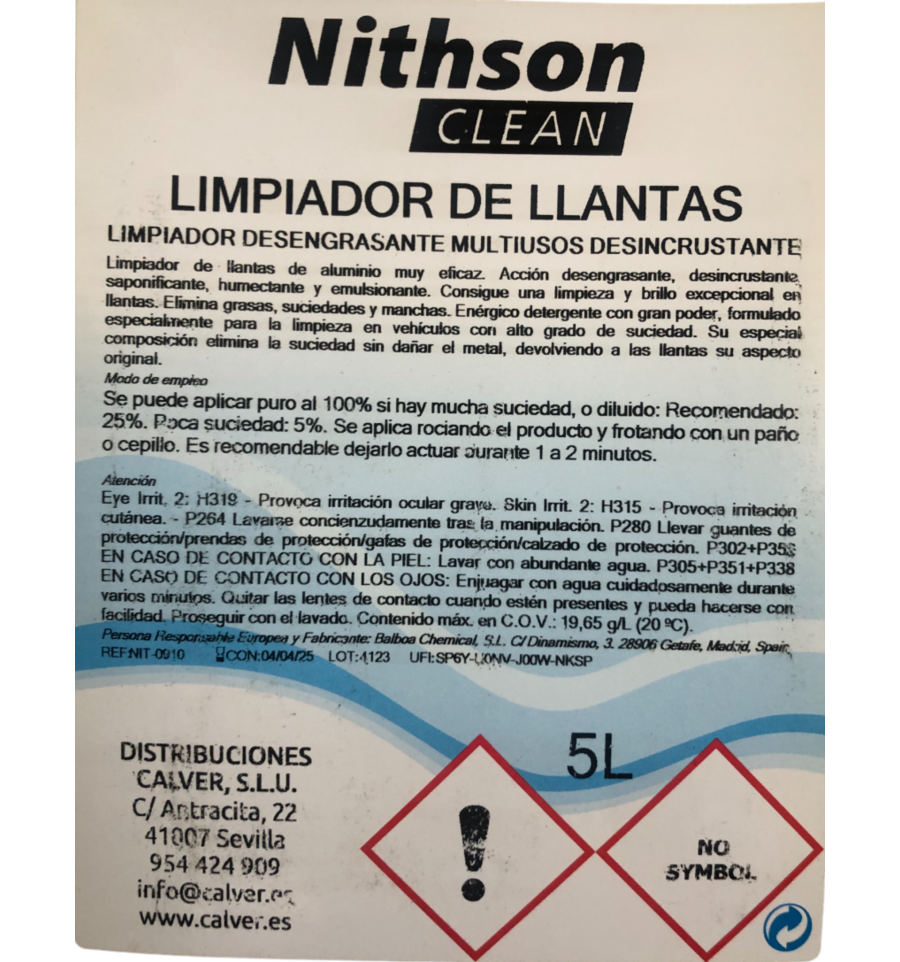 Nithson
CLEAN
LIMPIADOR DE LLANTAS
LIMPIADOR DESENGRASANTE MULTIUSOS DESINCRUSTANTE
Limpiador de llantas de aluminio muy eficaz. Acción desengrasante, desincrustante,
saponificante, humectante y emulsionante. Consigue una limpieza y brillo excepcional en
llantas. Elimina grasas, suciedades y manchas. Enérgico detergente con gran poder, formulado
especialmente para la limpieza en vehículos con alto grado de suciedad. Su especial
composición elimina la suciedad sin dañar el metal, devolviendo a las llantas su aspecto
original.
Modo de empleo
Se puede aplicar puro al 100% si hay mucha suciedad, o diluido: Recomendado:
25%. Poca suciedad: 5%. Se aplica rociando el producto y frotando con un paño
o cepillo. Es recomendable dejarlo actuar durante 1 a 2 minutos.
Atención
Eye Irrit. 2: H319 - Provoca irritación ocular grave. Skin Irrit. 2: H315 - Provoca irritación
cutánea. - P264 Lavarse concienzudamente tras la manipulación. P280 Llevar guantes de
protección/prendas de protección/gafas de protección/calzado de protección. P302+P353
EN CASO DE CONTACTO CON LA PIEL: Lavar con abundante agua. P305+P351+P338
EN CASO DE CONTACTO CON LOS OJOS: Enjuagar con agua cuidadosamente durante
varios minutos. Quitar las lentes de contacto cuando estén presentes y pueda hacerse con
facilidad. Proseguir con el lavado. Contenido máx. en C.O.V.: 19,65 g/L (20 ºC).
Persona Responsable Europea y Fabricante: Balboa Chemical, S.L. C/ Dinamismo, 3. 28906 Getafe, Madrid, Spain,
REF:NIT-0910 CON:04/04/25 LOT:4123
5L
DISTRIBUCIONES
CALVER, S.L.U.
C/ Antracita, 22
41007 Sevilla
954 424 909
info@calver.es
www.calver.es
!
NO
SYMBOL